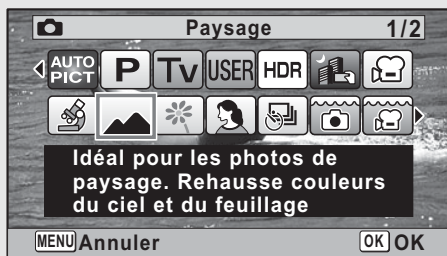 Paysage 1/2
AUTO PICT P Tv USER HDR
Idéal pour les photos de
paysage. Rehausse couleurs
du ciel et du feuillage
MENU Annuler OK OK